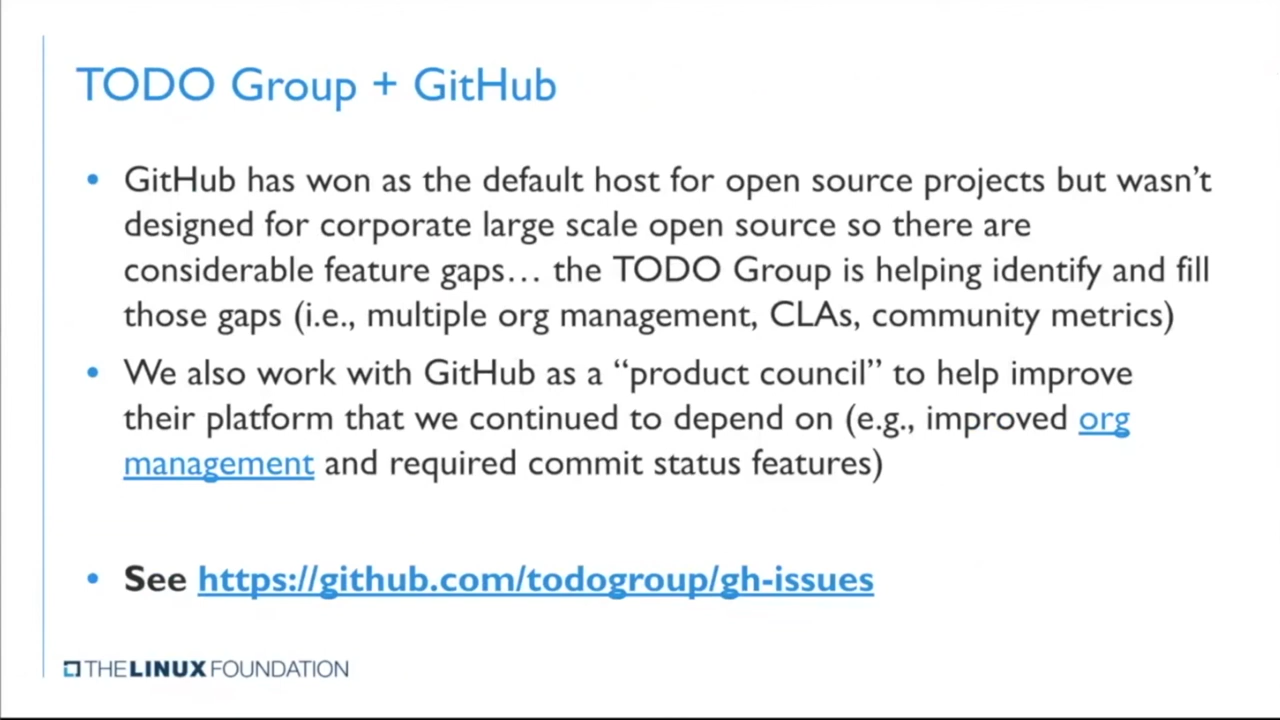 TODO Group + GitHub
• GitHub has won as the default host for open source projects but wasn’t
designed for corporate large scale open source so there are
considerable feature gaps… the TODO Group is helping identify and fill
those gaps (i.e., multiple org management, CLAs, community metrics)
• We also work with GitHub as a “product council” to help improve
their platform that we continued to depend on (e.g., improved org
management and required commit status features)
• See https://github.com/todogroup/gh-issues
THE LINUX FOUNDATION